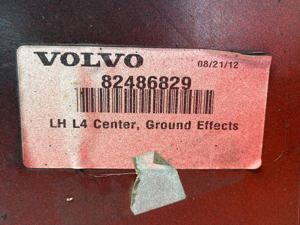 VOLVO 08/21/12
82486829
LH L4 Center, Ground Effects